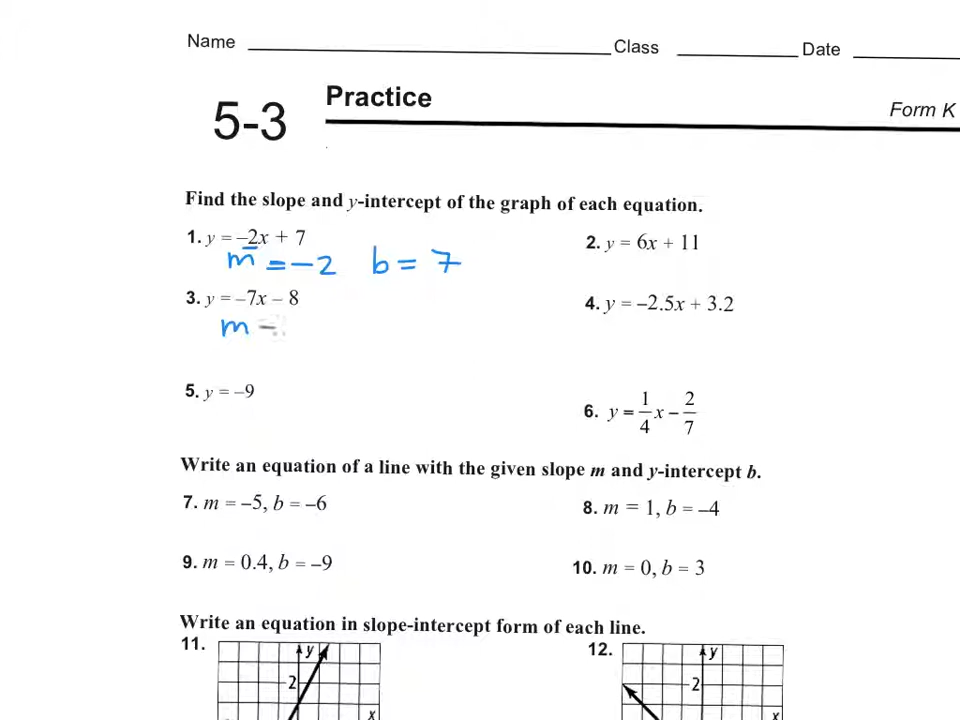 Name Class Date
5-3 Practice Form K
Find the slope and y-intercept of the graph of each equation.
1. y = –2x + 7 2. y = 6x + 11
m = -2 b = 7
3. y = –7x – 8 4. y = –2.5x + 3.2
m =
5. y = –9 6. y = 1/4 x – 2/7
Write an equation of a line with the given slope m and y-intercept b.
7. m = –5, b = –6 8. m = 1, b = –4
9. m = 0.4, b = –9 10. m = 0, b = 3
Write an equation in slope-intercept form of each line.
11. 12.
y y
2 2
x x